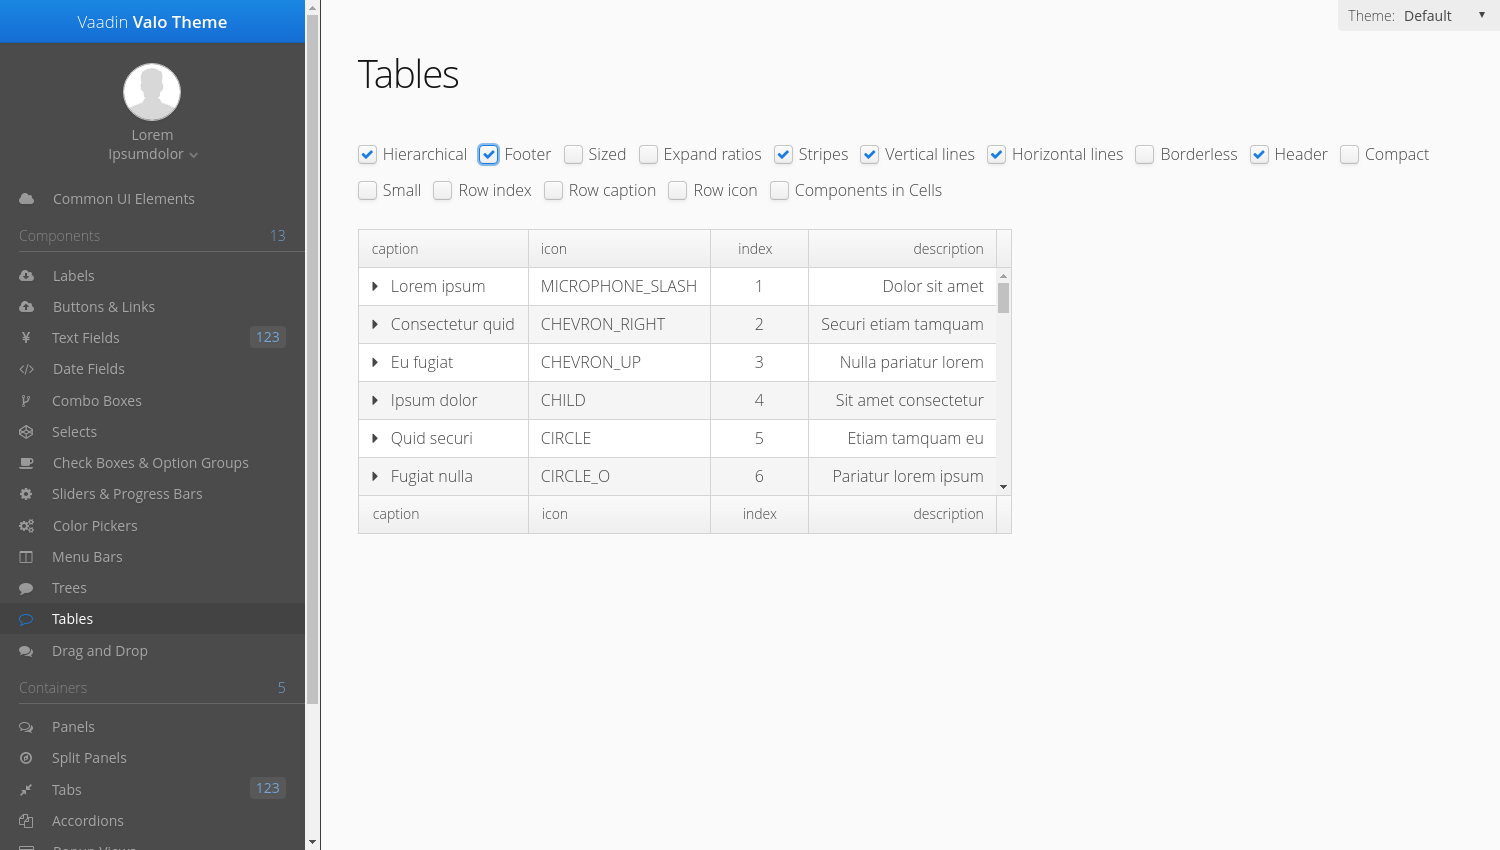 Vaadin Valo Theme
Lorem
Ipsumdolor
Common UI Elements
Components 13
Labels
Buttons & Links
Text Fields 123
Date Fields
Combo Boxes
Selects
Check Boxes & Option Groups
Sliders & Progress Bars
Color Pickers
Menu Bars
Trees
Tables
Drag and Drop
Containers 5
Panels
Split Panels
Tabs 123
Accordions
Popup Views
Theme: Default
Tables
Hierarchical Footer Sized Expand ratios Stripes Vertical lines Horizontal lines Borderless Header Compact
Small Row index Row caption Row icon Components in Cells
caption icon index description
Lorem ipsum MICROPHONE_SLASH 1 Dolor sit amet
Consectetur quid CHEVRON_RIGHT 2 Securi etiam tamquam
Eu fugiat CHEVRON_UP 3 Nulla pariatur lorem
Ipsum dolor CHILD 4 Sit amet consectetur
Quid securi CIRCLE 5 Etiam tamquam eu
Fugiat nulla CIRCLE_O 6 Pariatur lorem ipsum
caption icon index description